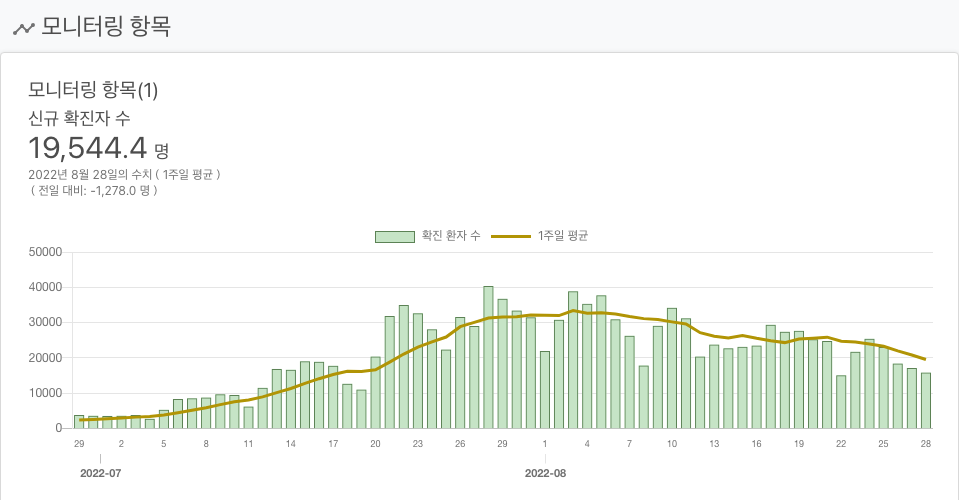 모니터링 항목
모니터링 항목(1)
신규 확진자 수
19,544.4 명
2022년 8월 28일의 수치 ( 1주일 평균 )
( 전일 대비: -1,278.0 명 )
확진 환자 수 1주일 평균
50000
40000
30000
20000
10000
0
29 2 5 8 11 14 17 20 23 26 29 1 4 7 10 13 16 19 22 25 28
2022-07 2022-08